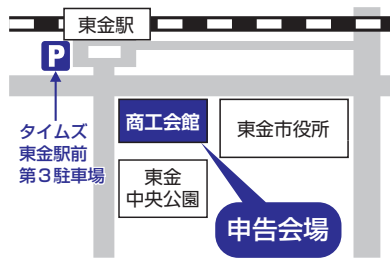 東金駅
P
商工会館
東金市役所
タイムズ
東金駅前
第3駐車場
東金
中央公園
申告会場